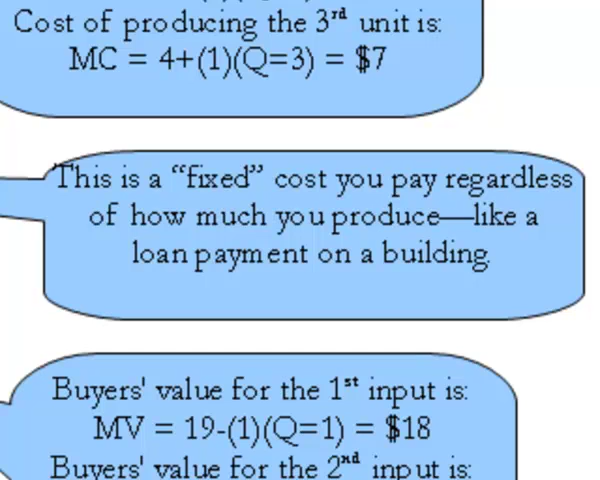 Cost of producing the 3rd unit is:
MC = 4+(1)(Q=3) = $7
This is a “fixed” cost you pay regardless
of how much you produce—like a
loan payment on a building.
Buyers' value for the 1st input is:
MV = 19-(1)(Q=1) = $18
Buyers' value for the 2nd input is: